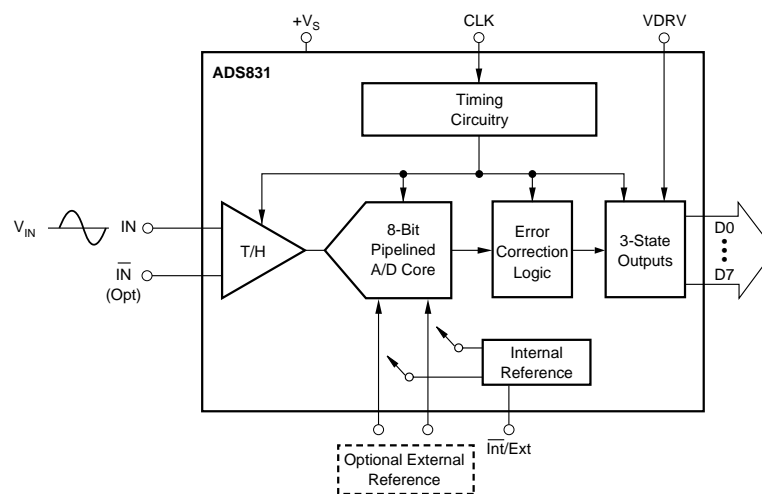 +VS
CLK
VDRV
ADS831
Timing
Circuitry
VIN
IN
T/H
8-Bit
Pipelined
A/D Core
Error
Correction
Logic
3-State
Outputs
D0
D7
IN
(Opt)
Internal
Reference
Int/Ext
Optional External
Reference